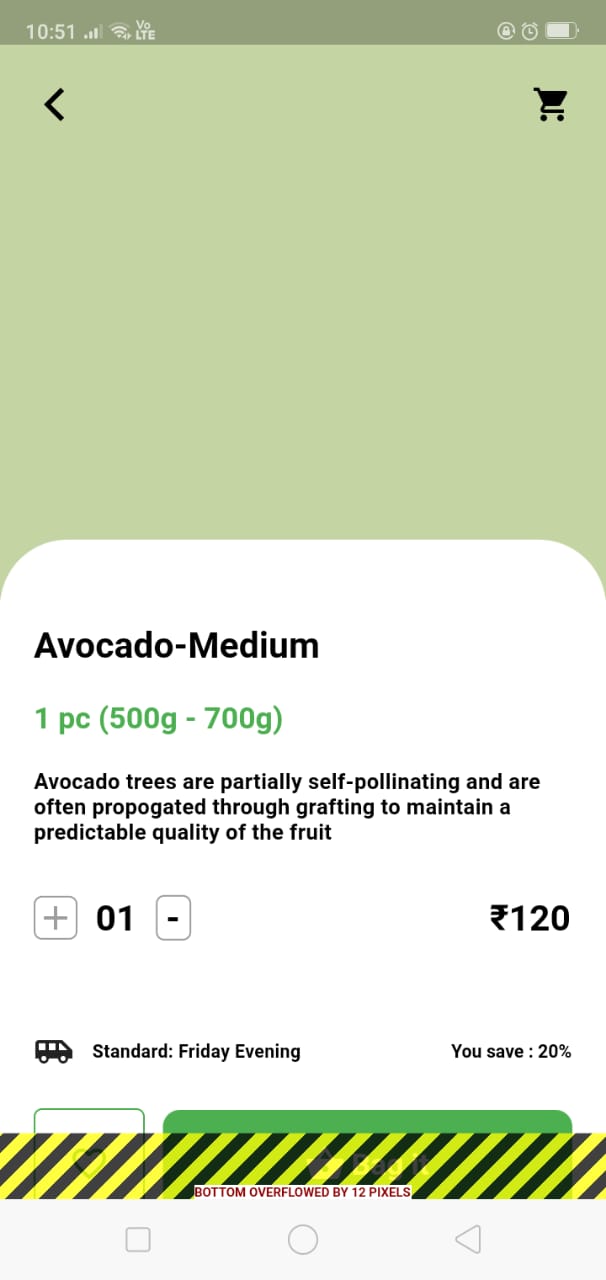 10:51 Vo LTE
Avocado-Medium
1 pc (500g - 700g)
Avocado trees are partially self-pollinating and are
often propogated through grafting to maintain a
predictable quality of the fruit
01 - ₹120
Standard: Friday Evening You save : 20%
Bag it
BOTTOM OVERFLOWED BY 12 PIXELS